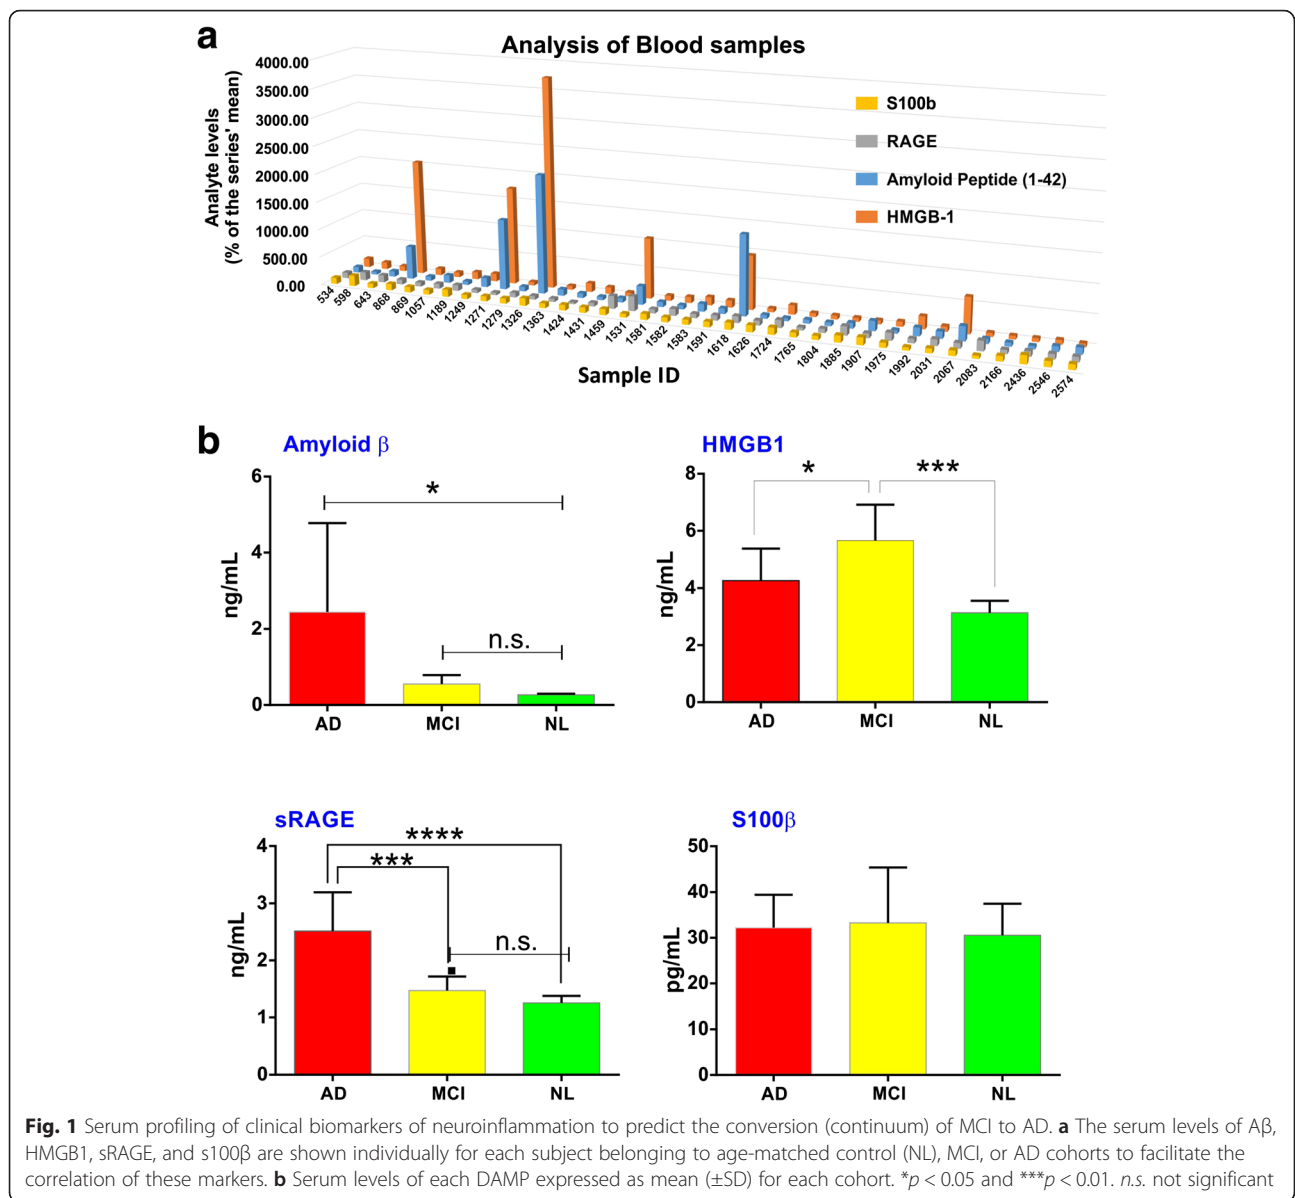 a
Analysis of Blood samples
Analyte levels
(% of the series' mean)
4000.00
3500.00
3000.00
2500.00
2000.00
1500.00
1000.00
500.00
0.00
S100b
RAGE
Amyloid Peptide (1-42)
HMGB-1
534
598
643
868
869
1057
1189
1249
1271
1279
1326
1363
1424
1431
1459
1531
1581
1582
1583
1591
1618
1626
1724
1765
1804
1885
1907
1975
1992
2031
2067
2083
2166
2436
2546
2574
Sample ID
b
Amyloid β
ng/mL
6
4
2
0
*
n.s.
AD MCI NL
HMGB1
ng/mL
8
6
4
2
0
* ***
AD MCI NL
sRAGE
ng/mL
4
3
2
1
0
****
***
n.s.
AD MCI NL
S100β
pg/mL
50
40
30
20
10
0
AD MCI NL
Fig. 1 Serum profiling of clinical biomarkers of neuroinflammation to predict the conversion (continuum) of MCI to AD. a The serum levels of Aβ,
HMGB1, sRAGE, and s100β are shown individually for each subject belonging to age-matched control (NL), MCI, or AD cohorts to facilitate the
correlation of these markers. b Serum levels of each DAMP expressed as mean (±SD) for each cohort. *p < 0.05 and ***p < 0.01. n.s. not significant